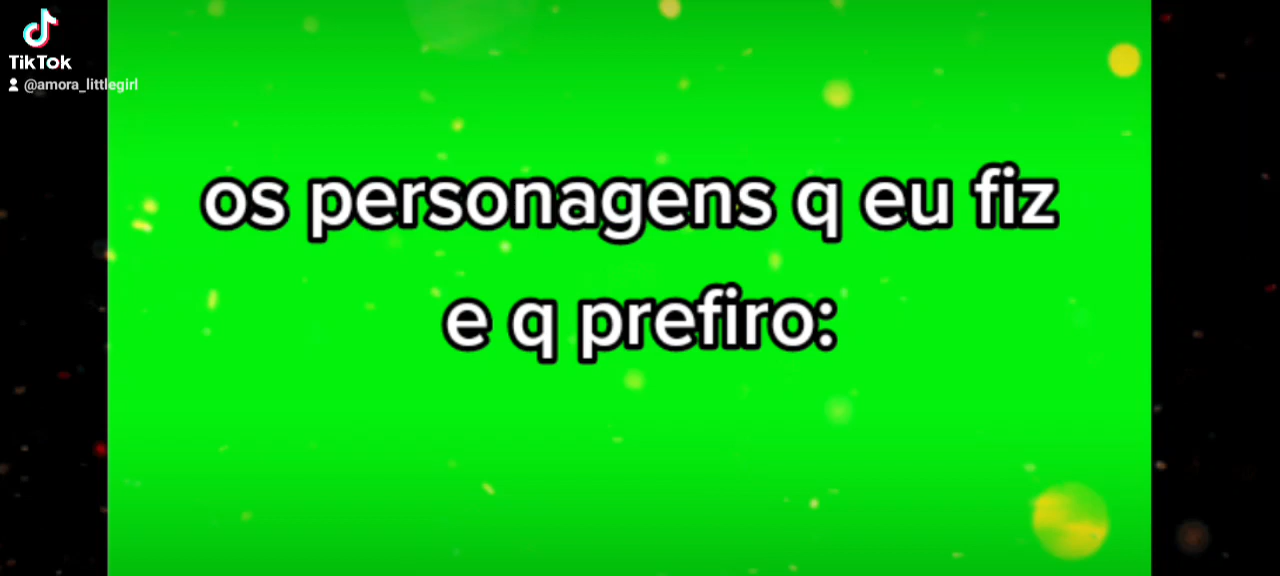 TikTok
@amora_littlegirl
os personagens q eu fiz
e q prefiro: